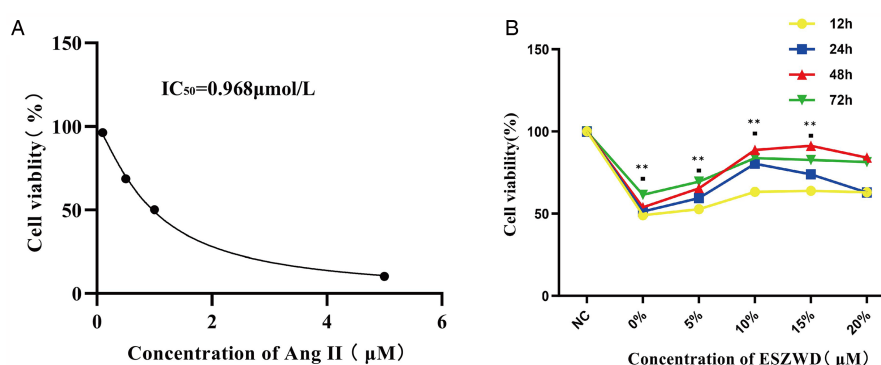 A
150
100
50
0
0
2
4
6
Cell viablity ( %)
IC50=0.968μmol/L
Concentration of Ang II ( μM)
B
12h
24h
48h
72h
150
100
50
0
Cell viability(%)
**
**
**
**
NC
0%
5%
10%
15%
20%
Concentration of ESZWD( μM)